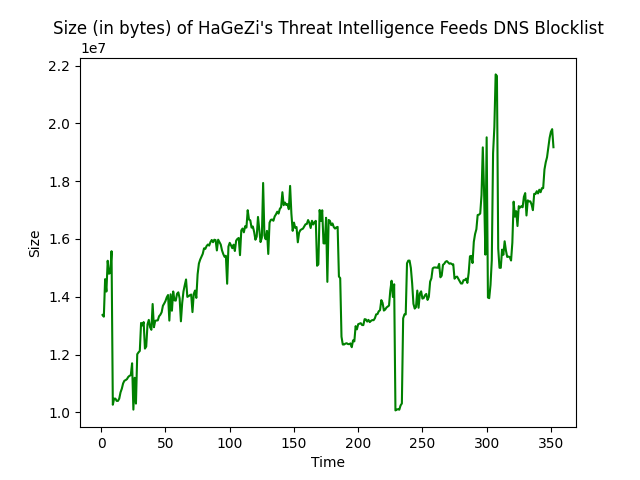 Size (in bytes) of HaGeZi's Threat Intelligence Feeds DNS Blocklist
1e7
2.2
2.0
1.8
1.6
1.4
1.2
1.0
Size
0 50 100 150 200 250 300 350
Time